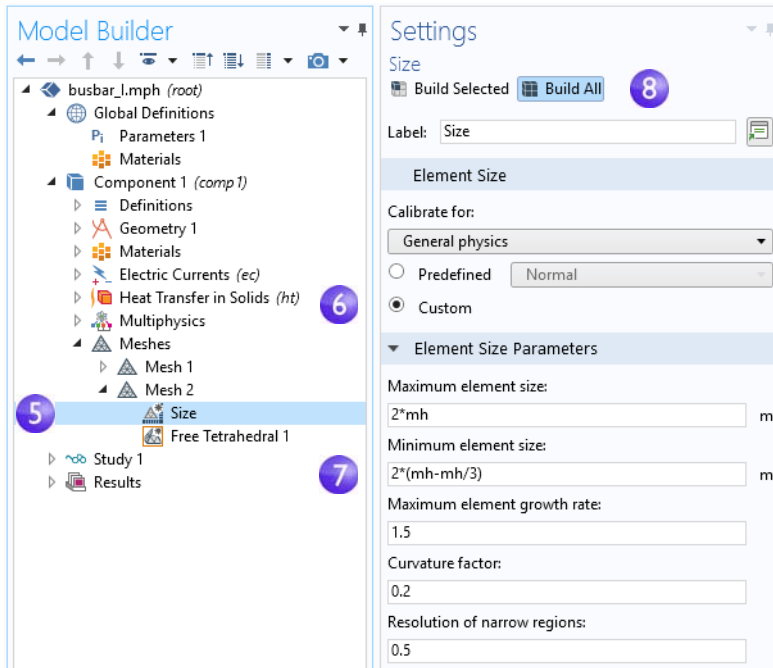 Model Builder
busbar_l.mph (root)
Global Definitions
Pi Parameters 1
Materials
Component 1 (comp1)
Definitions
Geometry 1
Materials
Electric Currents (ec)
Heat Transfer in Solids (ht)
6
Multiphysics
Meshes
Mesh 1
Mesh 2
5
Size
Free Tetrahedral 1
Study 1
7
Results
Settings
Size
Build Selected
Build All
8
Label:
Size
Element Size
Calibrate for:
General physics
Predefined
Normal
Custom
Element Size Parameters
Maximum element size:
2*mh
m
Minimum element size:
2*(mh-mh/3)
m
Maximum element growth rate:
1.5
Curvature factor:
0.2
Resolution of narrow regions:
0.5